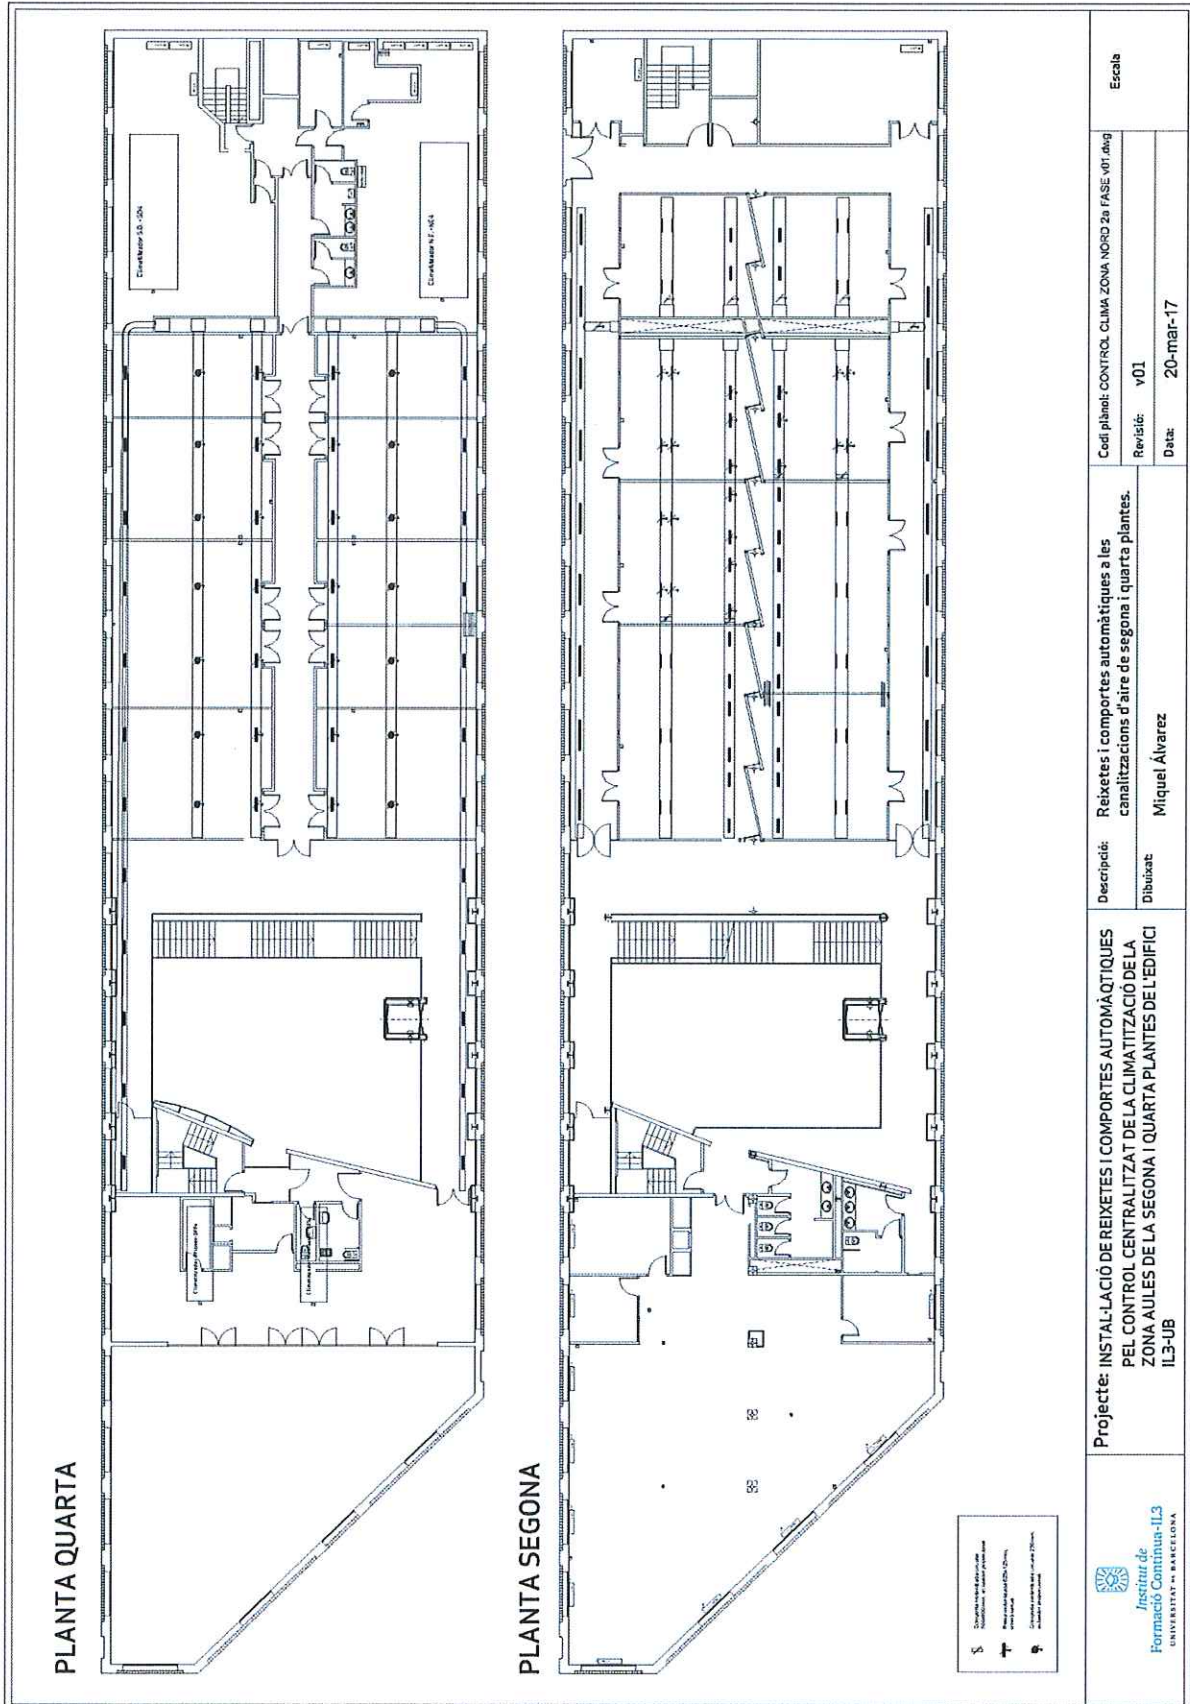 PLANTA QUARTA
PLANTA SEGONA
Institut de
Formació Contínua-IL3
UNIVERSITAT DE BARCELONA
Projecte: INSTAL·LACIÓ DE REIXETES I COMPORTES AUTOMÀQTIQUES
PEL CONTROL CENTRALITZAT DE LA CLIMATITZACIÓ DE LA
ZONA AULES DE LA SEGONA I QUARTA PLANTES DE L'EDIFICI
IL3-UB
Descripció: Reixetes i comportes automàtiques a les
canalitzacions d'aire de segona i quarta plantes.
Dibuixat: Miquel Álvarez
Codi plànol: CONTROL CLIMA ZONA NORD 2a FASE v01.dwg
Revisió: v01
Data: 20-mar-17
Escala